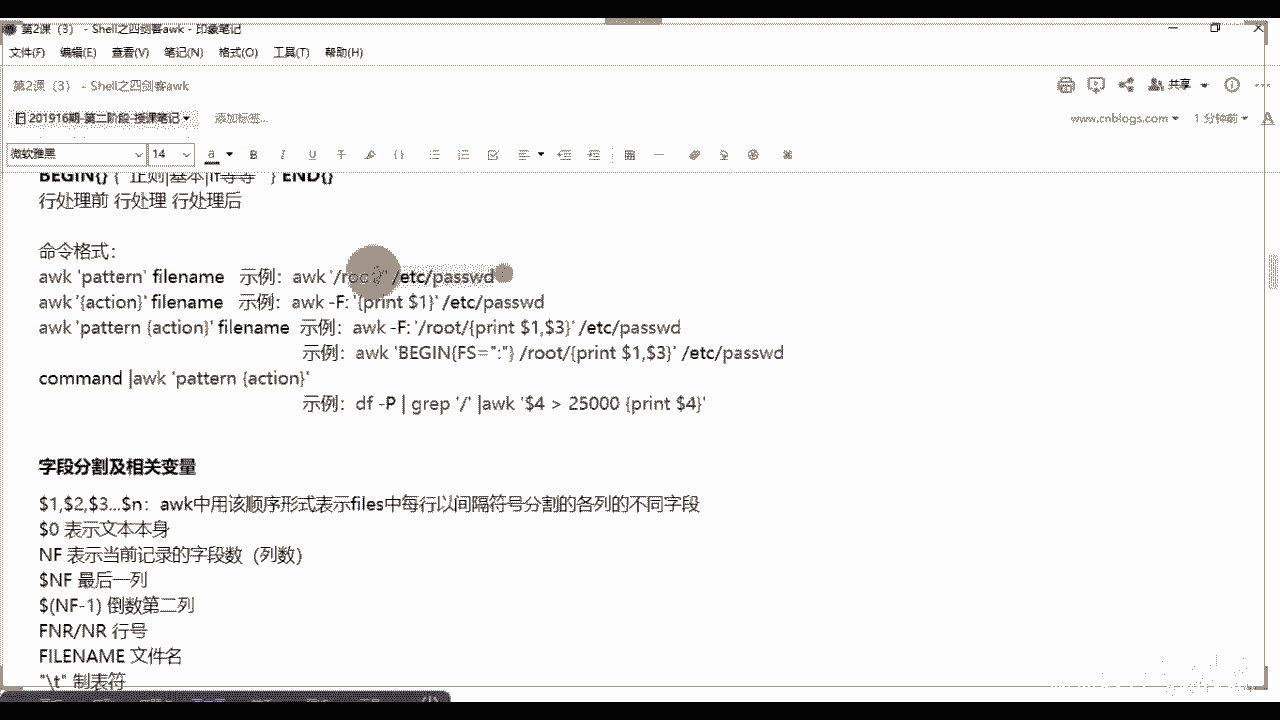 第2课（3） - Shell之四剑客awk - 印象笔记
文件(F) 编辑(E) 查看(V) 笔记(N) 格式(O) 工具(T) 帮助(H)
第2课（3） - Shell之四剑客awk
共享
201916期-第二阶段-授课笔记 添加标签...
www.cnblogs.com 1 分钟前
微软雅黑 14
BEGIN{} { 正则|基本|if等等 } END{}
行处理前 行处理 行处理后
命令格式：
awk 'pattern' filename 示例：awk '/root/' /etc/passwd
awk '{action}' filename 示例：awk -F: '{print $1}' /etc/passwd
awk 'pattern {action}' filename 示例：awk -F: '/root/{print $1,$3}' /etc/passwd
示例：awk 'BEGIN{FS=":"} /root/{print $1,$3}' /etc/passwd
command |awk 'pattern {action}'
示例：df -P | grep '/' |awk '$4 > 25000 {print $4}'
字段分割及相关变量
$1,$2,$3...$n：awk中用该顺序形式表示files中每行以间隔符号分割的各列的不同字段
$0 表示文本本身
NF 表示当前记录的字段数（列数）
$NF 最后一列
$(NF-1) 倒数第二列
FNR/NR 行号
FILENAME 文件名
"\t" 制表符